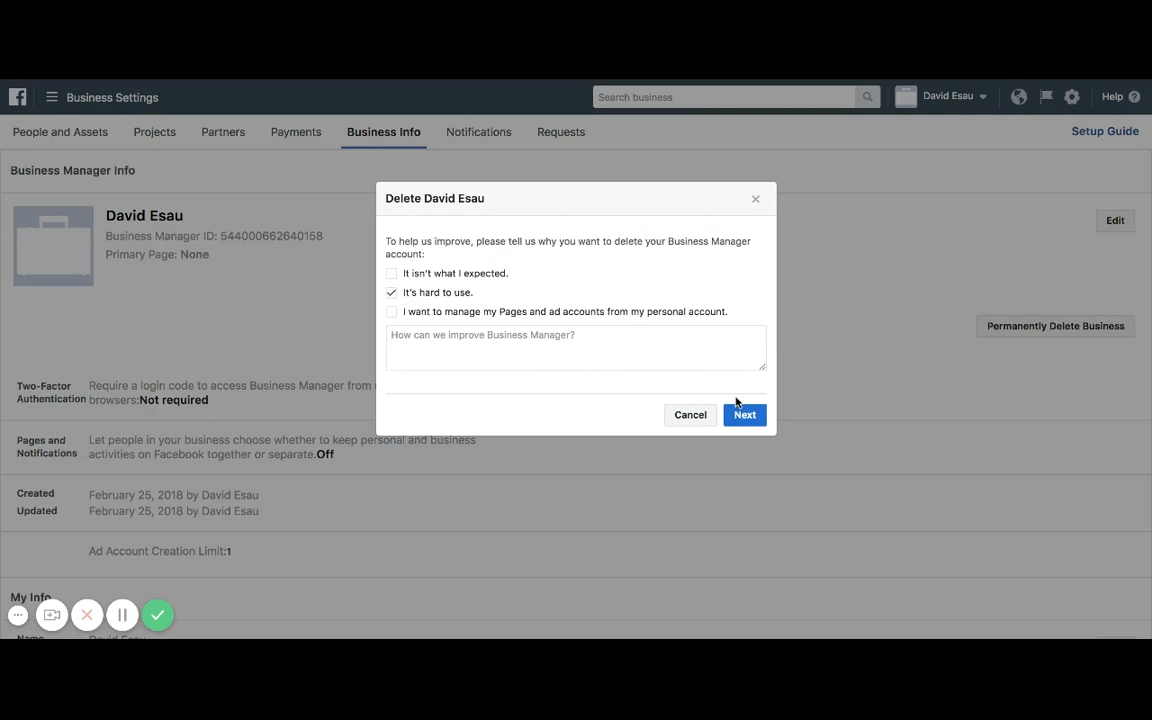 Business Settings
Search business
David Esau
Help
People and Assets
Projects
Partners
Payments
Business Info
Notifications
Requests
Setup Guide
Business Manager Info
David Esau
Business Manager ID: 544000662640158
Primary Page: None
Edit
Permanently Delete Business
Delete David Esau
To help us improve, please tell us why you want to delete your Business Manager
account:
It isn't what I expected.
It's hard to use.
I want to manage my Pages and ad accounts from my personal account.
How can we improve Business Manager?
Cancel
Next
Two-Factor
Authentication
Require a login code to access Business Manager from
browsers:Not required
Pages and
Notifications
Let people in your business choose whether to keep personal and business
activities on Facebook together or separate.Off
Created
February 25, 2018 by David Esau
Updated
February 25, 2018 by David Esau
Ad Account Creation Limit:1
My Info
Name
David Esau